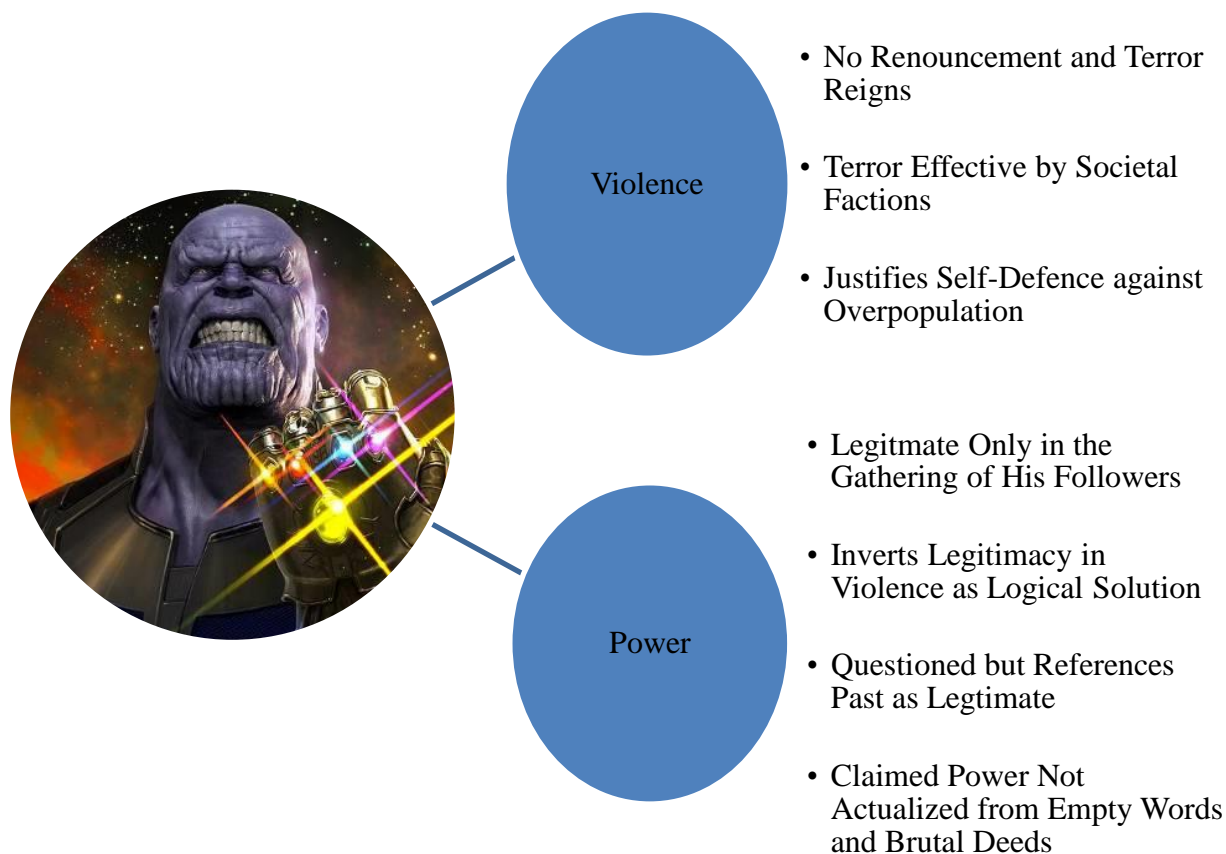 Violence
• No Renouncement and Terror
Reigns
• Terror Effective by Societal
Factions
• Justifies Self-Defence against
Overpopulation
Power
• Legitmate Only in the
Gathering of His Followers
• Inverts Legitimacy in
Violence as Logical Solution
• Questioned but References
Past as Legtimate
• Claimed Power Not
Actualized from Empty Words
and Brutal Deeds